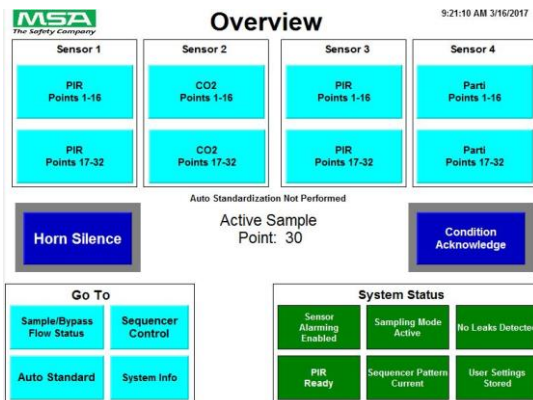 MSA
The Safety Company
Overview
9:21:10 AM 3/16/2017
Sensor 1
Sensor 2
Sensor 3
Sensor 4
PIR
Points 1-16
CO2
Points 1-16
PIR
Points 1-16
Parti
Points 1-16
PIR
Points 17-32
CO2
Points 17-32
PIR
Points 17-32
Parti
Points 17-32
Auto Standardization Not Performed
Horn Silence
Active Sample
Point: 30
Condition
Acknowledge
Go To
Sample/Bypass
Flow Status
Sequencer
Control
Auto Standard
System Info
System Status
Sensor
Alarming
Enabled
Sampling Mode
Active
No Leaks Detected
PIR
Ready
Sequencer Pattern
Current
User Settings
Stored